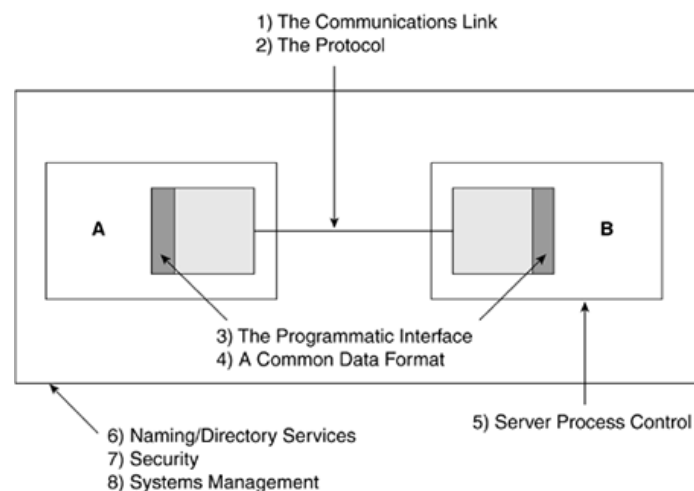 1) The Communications Link
2) The Protocol
A
B
3) The Programmatic Interface
4) A Common Data Format
5) Server Process Control
6) Naming/Directory Services
7) Security
8) Systems Management